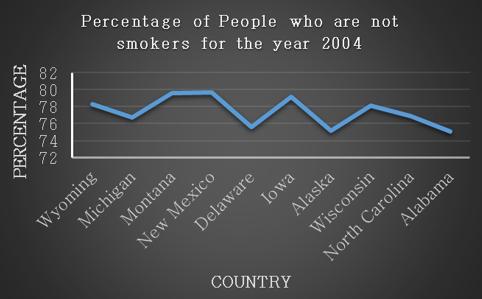 Percentage of People who are not
smokers for the year 2004
PERCENTAGE
82
80
78
76
74
72
Wyoming
Michigan
Montana
New Mexico
Delaware
Iowa
Alaska
Wisconsin
North Carolina
Alabama
COUNTRY